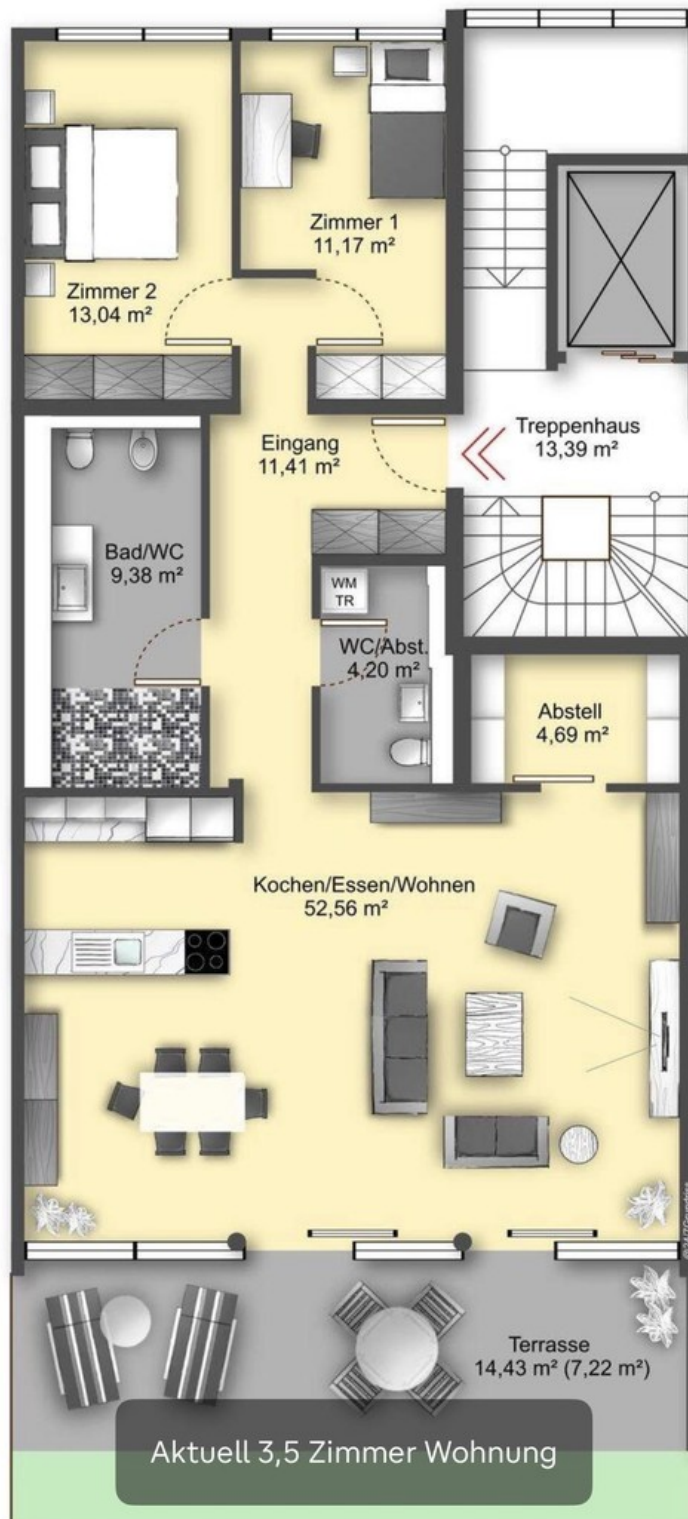 Zimmer 1
11,17 m²
Zimmer 2
13,04 m²
Treppenhaus
13,39 m²
Eingang
11,41 m²
Bad/WC
9,38 m²
WM
TR
WC/Abst.
4,20 m²
Abstell
4,69 m²
Kochen/Essen/Wohnen
52,56 m²
Terrasse
14,43 m² (7,22 m²)
Aktuell 3,5 Zimmer Wohnung